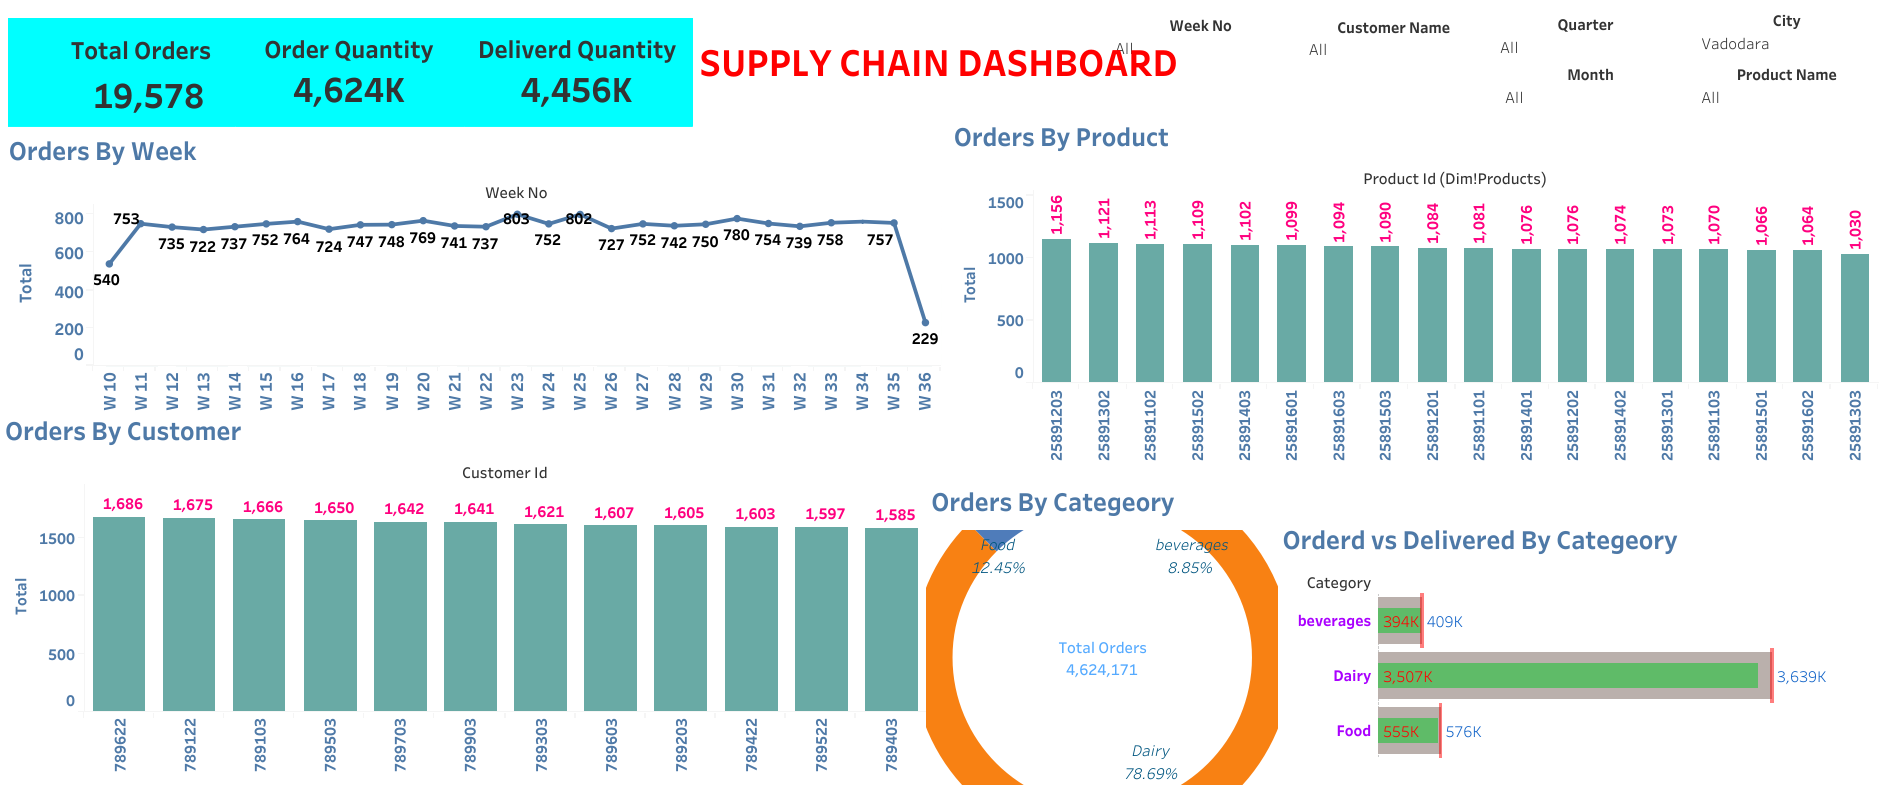 Total Orders
19,578
Order Quantity
4,624K
Deliverd Quantity
4,456K
SUPPLY CHAIN DASHBOARD
Week No
All
Customer Name
All
Quarter
All
City
Vadodara
Month
All
Product Name
All
Orders By Week
Week No
Total
800
600
400
200
0
540
753
735
722
737
752
764
724
747
748
769
741
737
803
752
802
727
752
742
750
780
754
739
758
757
229
W 10
W 11
W 12
W 13
W 14
W 15
W 16
W 17
W 18
W 19
W 20
W 21
W 22
W 23
W 24
W 25
W 26
W 27
W 28
W 29
W 30
W 31
W 32
W 33
W 34
W 35
W 36
Orders By Product
Product Id (Dim!Products)
Total
1500
1000
500
0
1,156
1,121
1,113
1,109
1,102
1,099
1,094
1,090
1,084
1,081
1,076
1,076
1,074
1,073
1,070
1,066
1,064
1,030
25891203
25891302
25891102
25891502
25891403
25891601
25891603
25891503
25891201
25891101
25891401
25891202
25891402
25891301
25891103
25891501
25891602
25891303
Orders By Customer
Customer Id
Total
1500
1000
500
0
1,686
1,675
1,666
1,650
1,642
1,641
1,621
1,607
1,605
1,603
1,597
1,585
789622
789122
789103
789503
789703
789903
789303
789603
789203
789422
789522
789403
Orders By Categeory
Food
12.45%
beverages
8.85%
Total Orders
4,624,171
Dairy
78.69%
Orderd vs Delivered By Categeory
Category
beverages
394K
409K
Dairy
3,507K
3,639K
Food
555K
576K